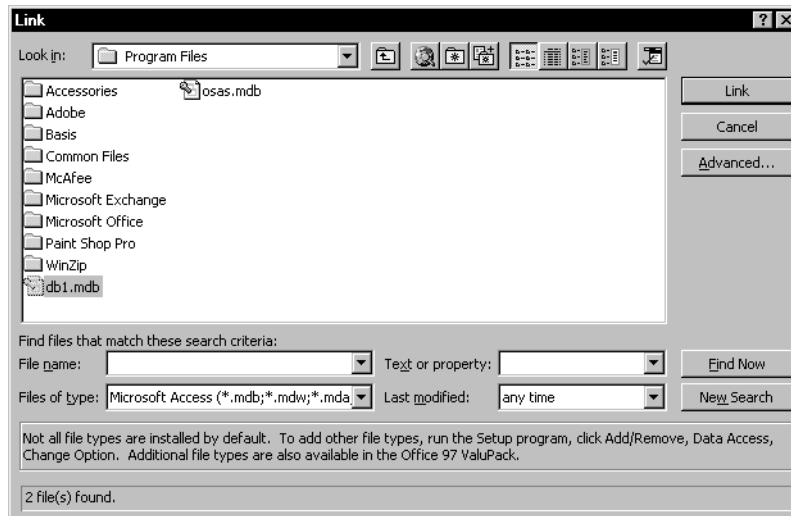 Link
Look in: Program Files
Accessories osas.mdb
Adobe
Basis
Common Files
McAfee
Microsoft Exchange
Microsoft Office
Paint Shop Pro
WinZip
db1.mdb
Link
Cancel
Advanced...
Find files that match these search criteria:
File name: Text or property: Find Now
Files of type: Microsoft Access (*.mdb;*.mdw;*.mda Last modified: any time New Search
Not all file types are installed by default. To add other file types, run the Setup program, click Add/Remove, Data Access,
Change Option. Additional file types are also available in the Office 97 ValuPack.
2 file(s) found.